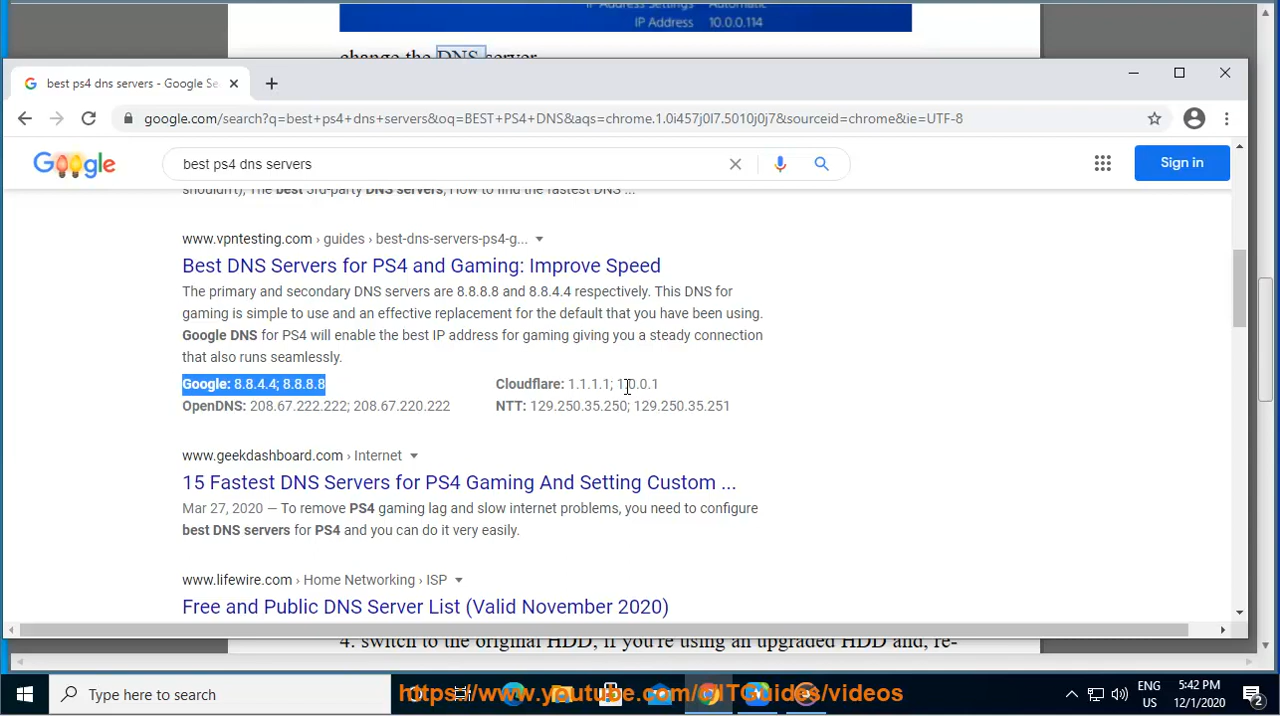 IP Address Settings Automatic
IP Address 10.0.0.114
change the DNS server
best ps4 dns servers - Google Se
google.com/search?q=best+ps4+dns+servers&oq=BEST+PS4+DNS&aqs=chrome.1.0i457j0l7.5010j0j7&sourceid=chrome&ie=UTF-8
Google
best ps4 dns servers
Sign in
shouldn't), The best 3rd-party DNS servers, How to find the fastest DNS ...
www.vpntesting.com › guides › best-dns-servers-ps4-g...
Best DNS Servers for PS4 and Gaming: Improve Speed
The primary and secondary DNS servers are 8.8.8.8 and 8.8.4.4 respectively. This DNS for
gaming is simple to use and an effective replacement for the default that you have been using.
Google DNS for PS4 will enable the best IP address for gaming giving you a steady connection
that also runs seamlessly.
Google: 8.8.4.4; 8.8.8.8 Cloudflare: 1.1.1.1; 1.0.0.1
OpenDNS: 208.67.222.222; 208.67.220.222 NTT: 129.250.35.250; 129.250.35.251
www.geekdashboard.com › Internet
15 Fastest DNS Servers for PS4 Gaming And Setting Custom ...
Mar 27, 2020 — To remove PS4 gaming lag and slow internet problems, you need to configure
best DNS servers for PS4 and you can do it very easily.
www.lifewire.com › Home Networking › ISP
Free and Public DNS Server List (Valid November 2020)
4. switch to the original HDD, if you're using an upgraded HDD and, re-
Type here to search
https://www.youtube.com/c/ITGuides/videos
ENG
US
5:42 PM
12/1/2020
2